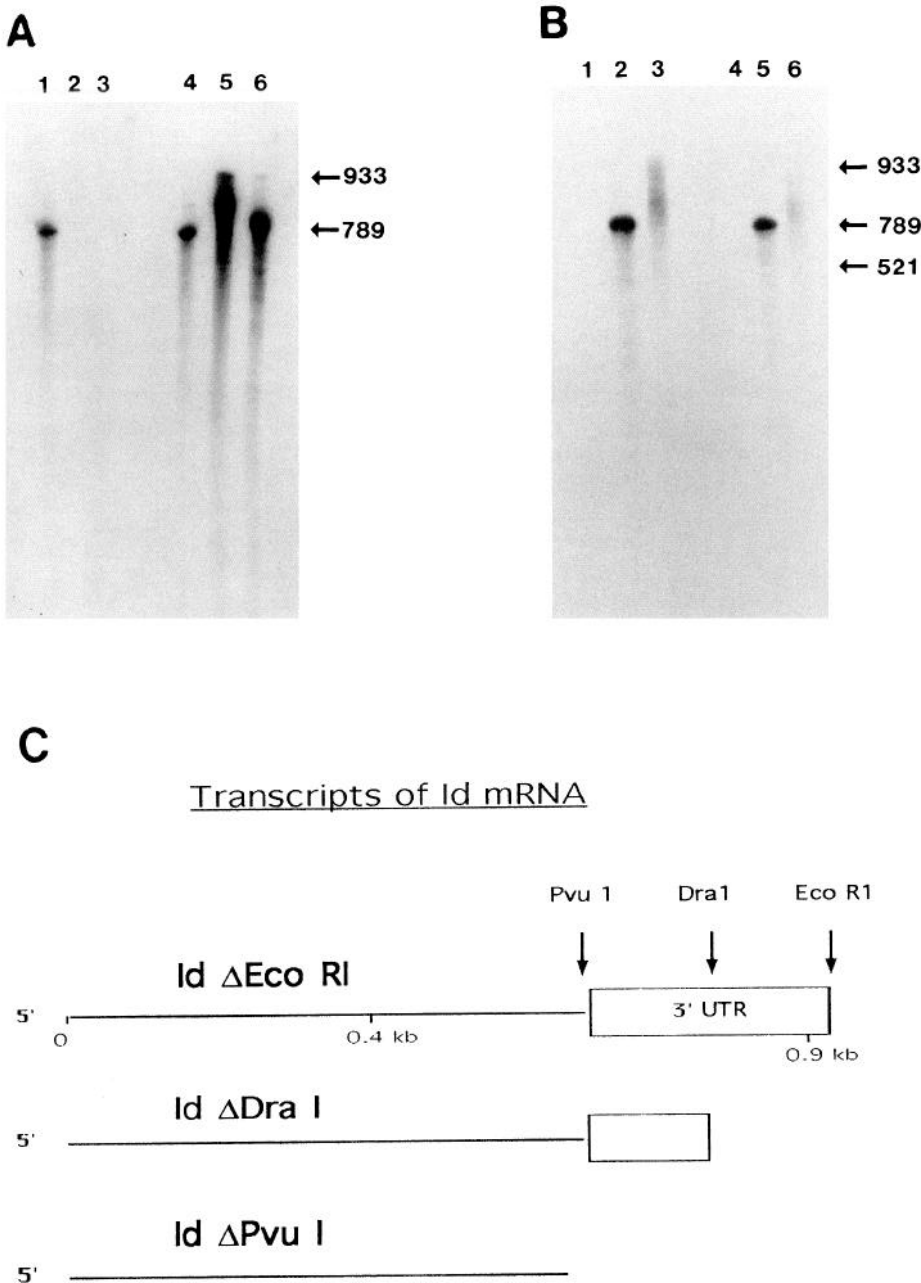 A
1 2 3 4 5 6
←933
←789
B
1 2 3 4 5 6
←933
←789
←521
C
Transcripts of Id mRNA
Pvu 1 Dra1 Eco R1
Id ΔEco RI
5' 3' UTR
0 0.4 kb 0.9 kb
Id ΔDra I
5'
Id ΔPvu I
5'